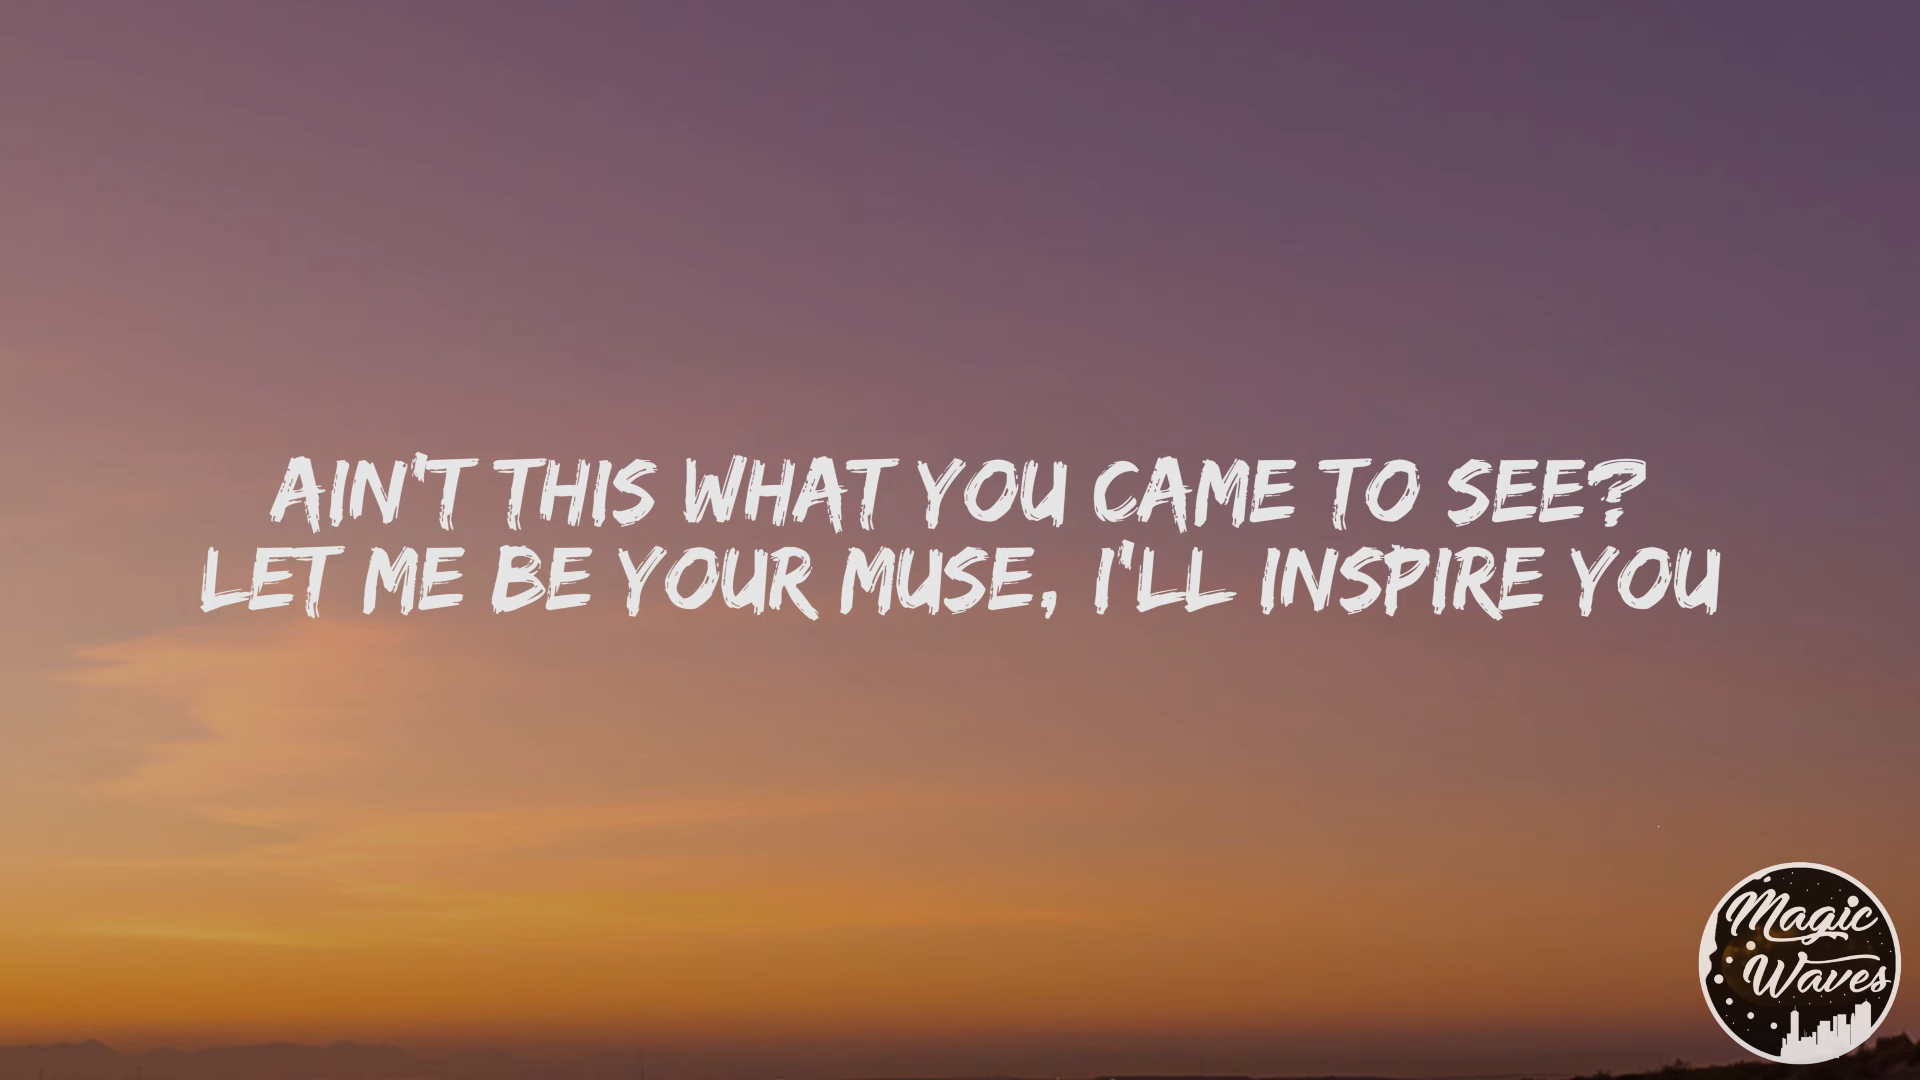 AIN'T THIS WHAT YOU CAME TO SEE?
LET ME BE YOUR MUSE, I'LL INSPIRE YOU
Magic
Waves